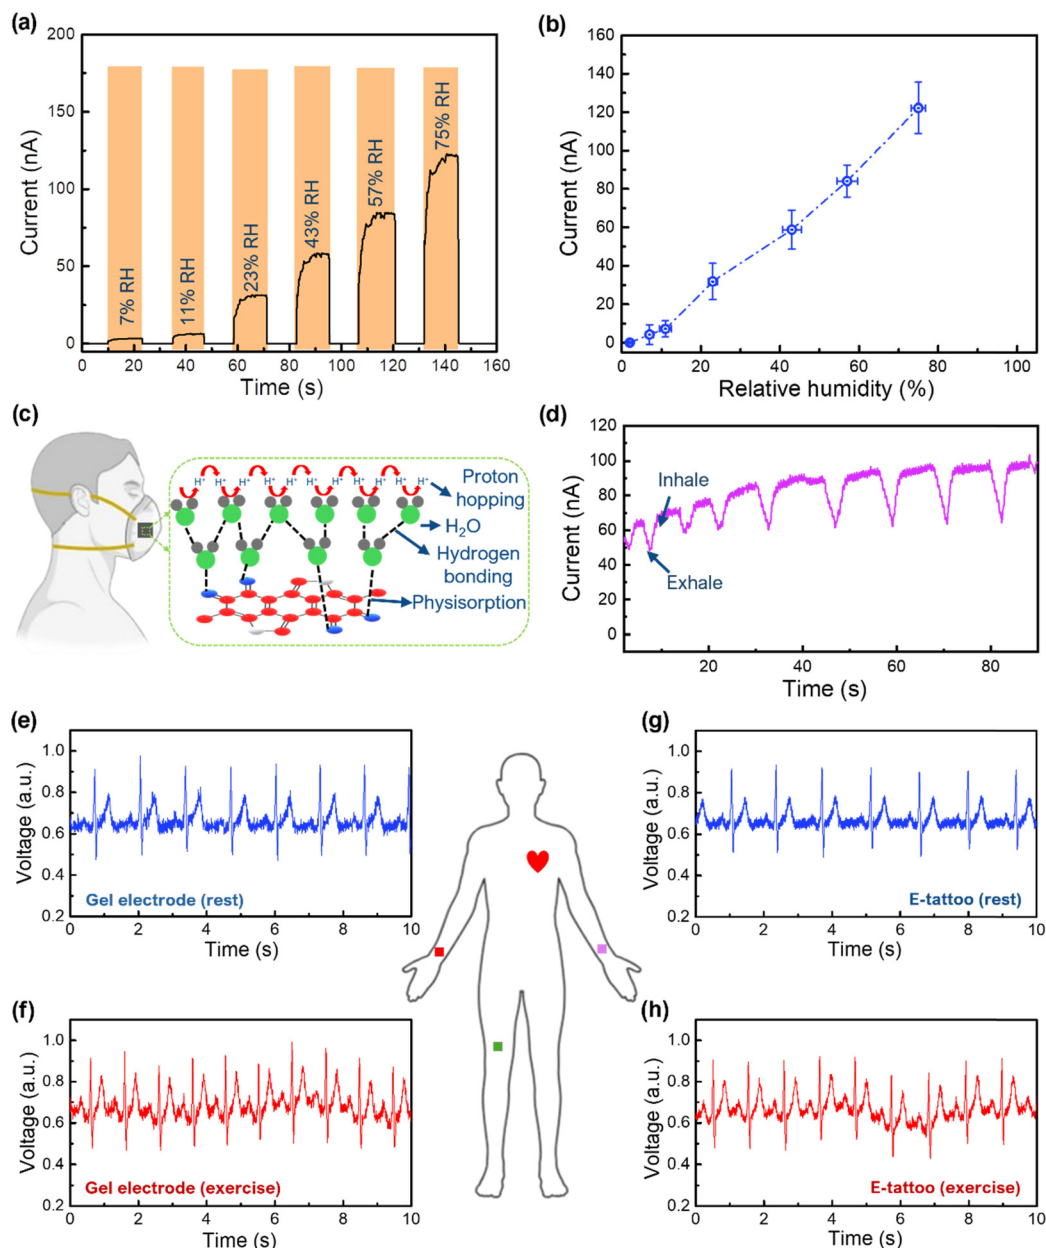 (a)
200
150
100
50
0
Current (nA)
7% RH
11% RH
23% RH
43% RH
57% RH
75% RH
0 20 40 60 80 100 120 140 160
Time (s)
(b)
160
140
120
100
80
60
40
20
0
Current (nA)
0 20 40 60 80 100
Relative humidity (%)
(c)
H+ H+ H+ H+ H+ H+ H+ H+ H+ H+
Proton
hopping
H2O
Hydrogen
bonding
Physisorption
(d)
120
100
80
60
40
20
0
Current (nA)
Inhale
Exhale
20 40 60 80
Time (s)
(e)
1.0
0.8
0.6
0.4
0.2
Voltage (a.u.)
Gel electrode (rest)
0 2 4 6 8 10
Time (s)
(g)
1.0
0.8
0.6
0.4
0.2
Voltage (a.u.)
E-tattoo (rest)
0 2 4 6 8 10
Time (s)
(f)
1.0
0.8
0.6
0.4
0.2
Voltage (a.u.)
Gel electrode (exercise)
0 2 4 6 8 10
Time (s)
(h)
1.0
0.8
0.6
0.4
0.2
Voltage (a.u.)
E-tattoo (exercise)
0 2 4 6 8 10
Time (s)